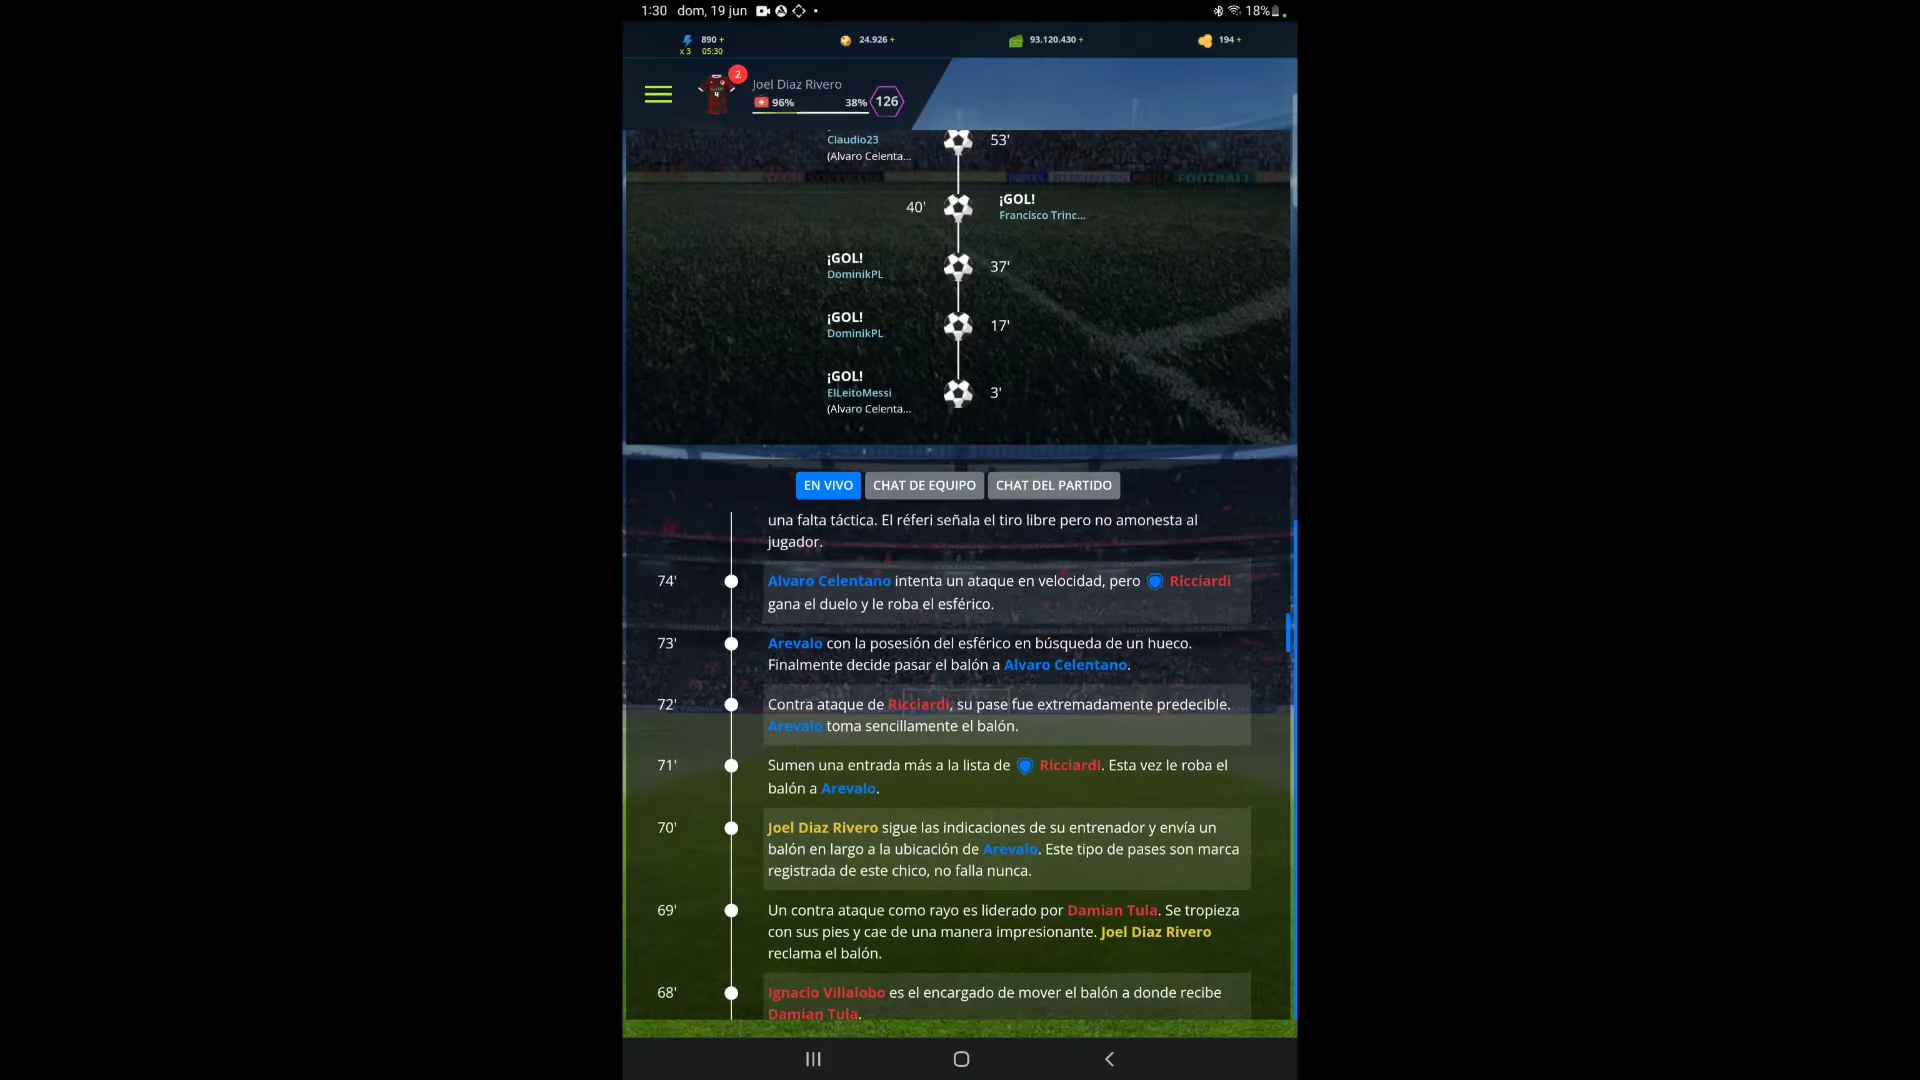 1:30 dom, 19 jun
18%
890 +
x 3 05:30
24.926 +
93.120.430 +
194 +
2
4
Joel Diaz Rivero
96% 38% 126
Claudio23 53'
(Alvaro Celenta...
40' ¡GOL!
Francisco Trinc...
¡GOL!
DominikPL 37'
¡GOL!
DominikPL 17'
¡GOL!
ElLeitoMessi 3'
(Alvaro Celenta...
EN VIVO CHAT DE EQUIPO CHAT DEL PARTIDO
una falta táctica. El réferi señala el tiro libre pero no amonesta al
jugador.
74' Alvaro Celentano intenta un ataque en velocidad, pero Ricciardi
gana el duelo y le roba el esférico.
73' Arevalo con la posesión del esférico en búsqueda de un hueco.
Finalmente decide pasar el balón a Alvaro Celentano.
72' Contra ataque de Ricciardi, su pase fue extremadamente predecible.
Arevalo toma sencillamente el balón.
71' Sumen una entrada más a la lista de Ricciardi. Esta vez le roba el
balón a Arevalo.
70' Joel Diaz Rivero sigue las indicaciones de su entrenador y envía un
balón en largo a la ubicación de Arevalo. Este tipo de pases son marca
registrada de este chico, no falla nunca.
69' Un contra ataque como rayo es liderado por Damian Tula. Se tropieza
con sus pies y cae de una manera impresionante. Joel Diaz Rivero
reclama el balón.
68' Ignacio Villalobo es el encargado de mover el balón a donde recibe
Damian Tula.